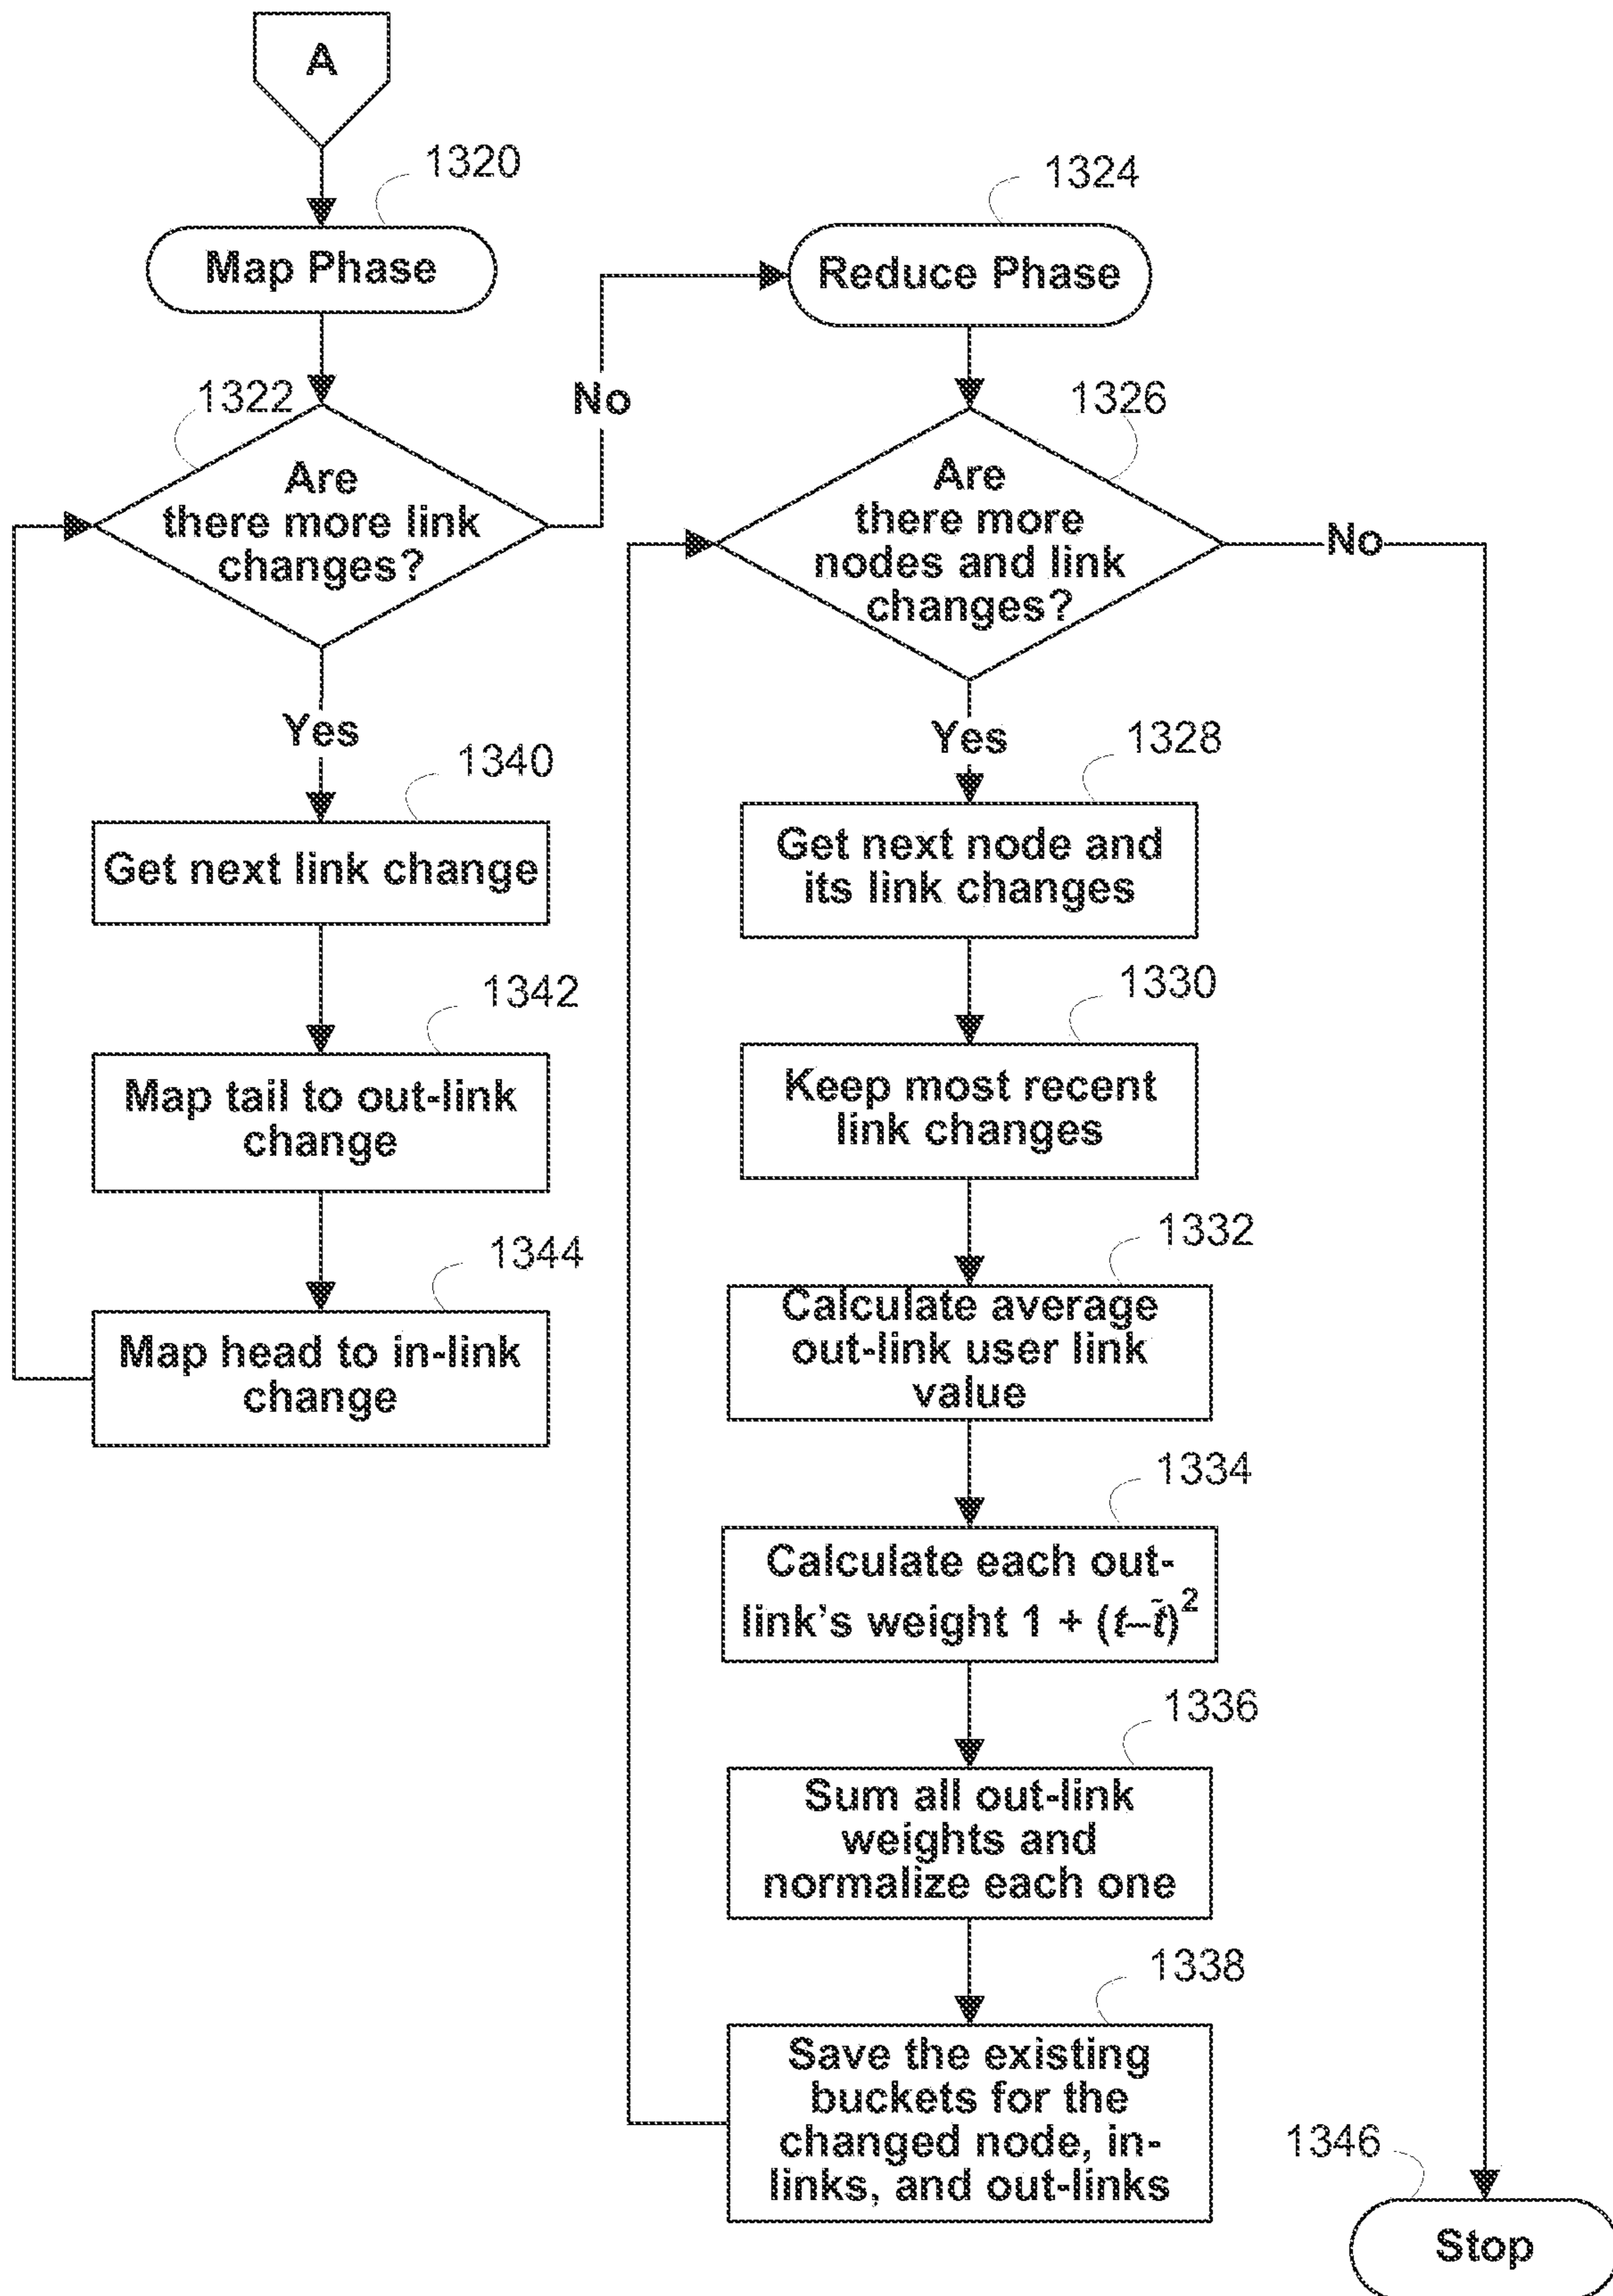 A
1320
Map Phase
1322
Are
there more link
changes?
No
Yes
1340
Get next link change
1342
Map tail to out-link
change
1344
Map head to in-link
change
1324
Reduce Phase
1326
Are
there more
nodes and link
changes?
No
Yes
1328
Get next node and
its link changes
1330
Keep most recent
link changes
1332
Calculate average
out-link user link
value
1334
Calculate each out-
link's weight 1 + (t–t̃)²
1336
Sum all out-link
weights and
normalize each one
1338
Save the existing
buckets for the
changed node, in-
links, and out-links
1346
Stop